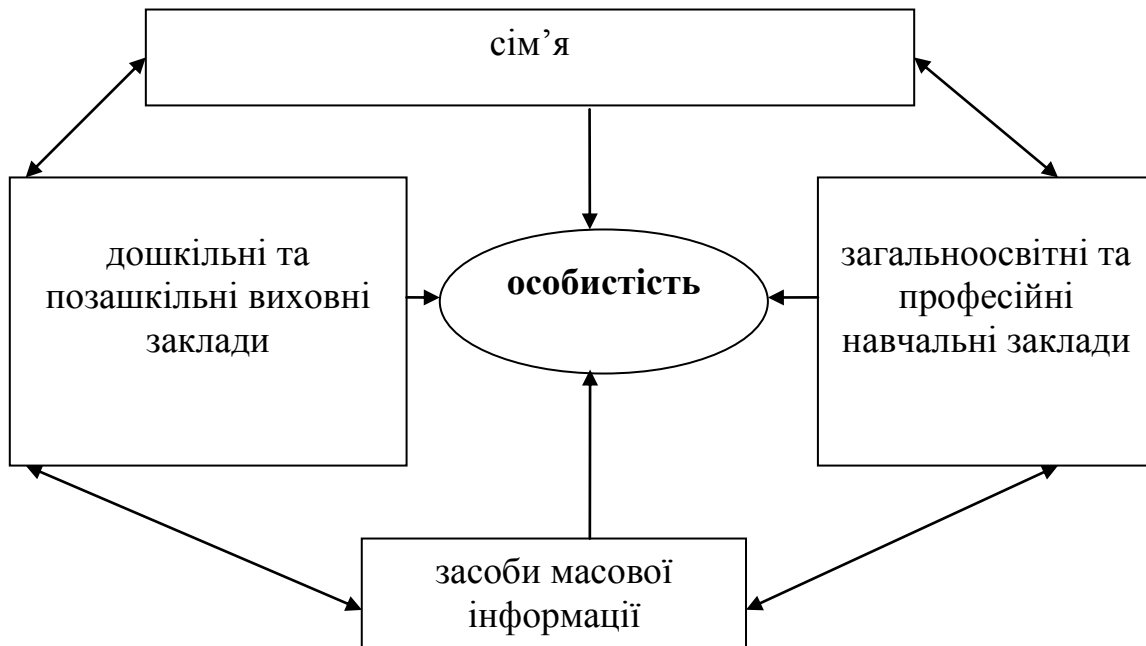 сім’я
дошкільні та
позашкільні виховні
заклади
особистість
загальноосвітні та
професійні
навчальні заклади
засоби масової
інформації